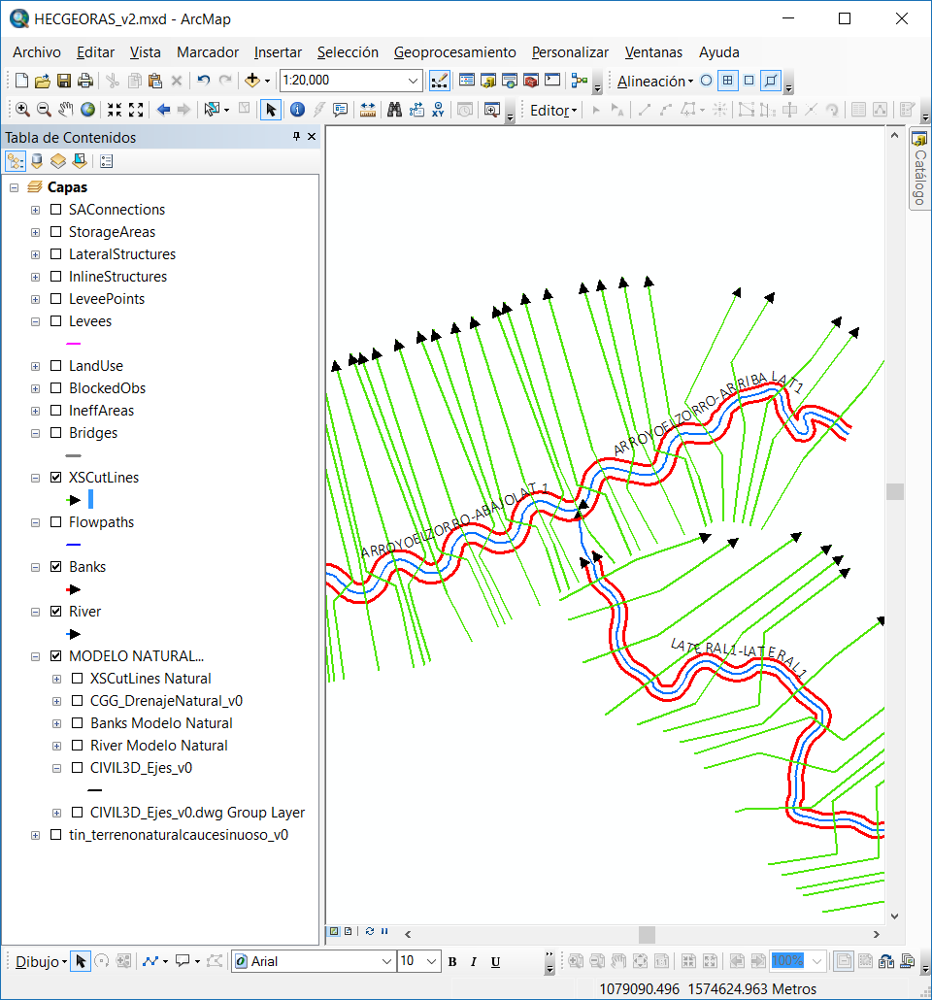 HECGEORAS_v2.mxd - ArcMap
Archivo Editar Vista Marcador Insertar Selección Geoprocesamiento Personalizar Ventanas Ayuda
1:20,000 Alineación
XY Editor
Tabla de Contenidos
Catálogo
Capas
SAConnections
StorageAreas
LateralStructures
InlineStructures
LeveePoints
Levees
LandUse
BlockedObs
IneffAreas
Bridges
XSCutLines
Flowpaths
Banks
River
MODELO NATURAL...
XSCutLines Natural
CGG_DrenajeNatural_v0
Banks Modelo Natural
River Modelo Natural
CIVIL3D_Ejes_v0
CIVIL3D_Ejes_v0.dwg Group Layer
tin_terrenonaturalcaucesinuoso_v0
ARROYOELZORRO-ARRIBA LAT1
ARROYOELZORRO-ABAJOLAT-1
LATERAL1-LATERAL1
Dibujo Arial 10 B I U 100%
1079090.496 1574624.963 Metros